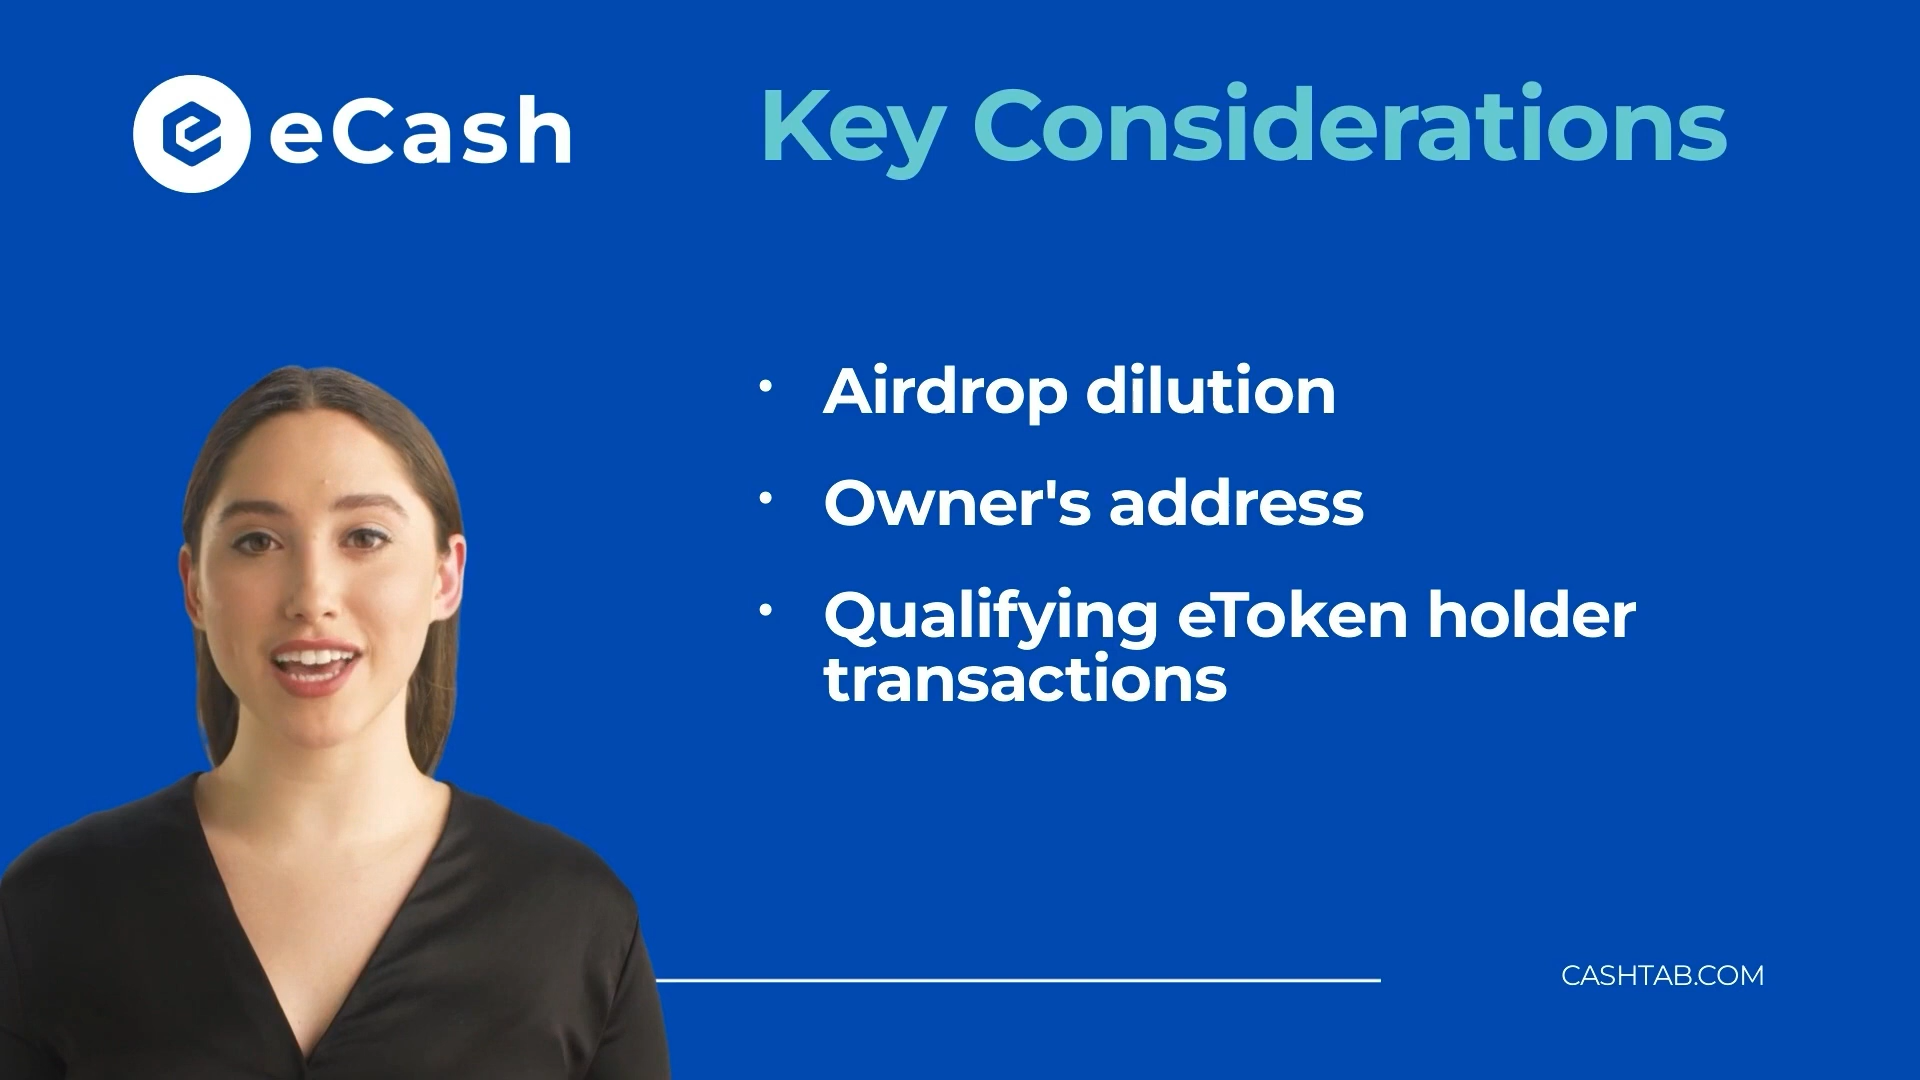 eCash
Key Considerations
• Airdrop dilution
• Owner's address
• Qualifying eToken holder
transactions
CASHTAB.COM